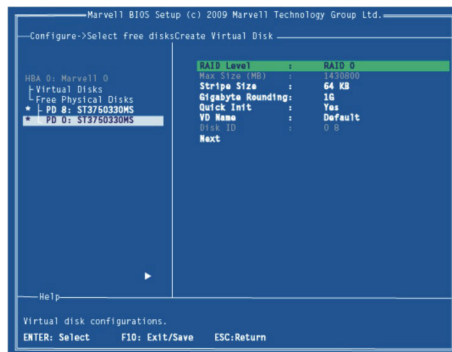 Marvell BIOS Setup (c) 2009 Marvell Technology Group Ltd.
Configure->Select free disksCreate Virtual Disk
HBA 0: Marvell 0
Virtual Disks
Free Physical Disks
* PD 8: ST3750330MS
* PD 0: ST3750330MS
RAID Level : RAID 0
Max Size (MB) : 1430800
Stripe Size : 64 KB
Gigabyte Rounding: 1G
Quick Init : Yes
VD Name : Default
Disk ID : 0 8
Next
Help
Virtual disk configurations.
ENTER: Select F10: Exit/Save ESC:Return